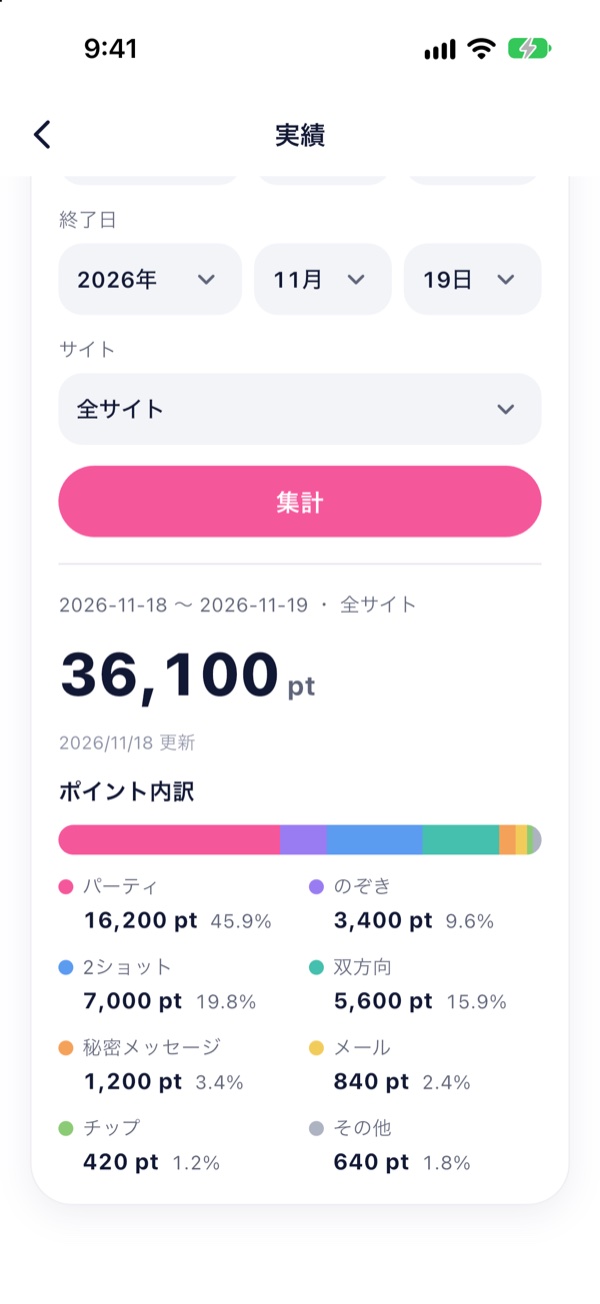 9:41
実績
終了日
2026年 11月 19日
サイト
全サイト
集計
2026-11-18 〜 2026-11-19 ・ 全サイト
36,100 pt
2026/11/18 更新
ポイント内訳
パーティ のぞき
16,200 pt 45.9% 3,400 pt 9.6%
2ショット 双方向
7,000 pt 19.8% 5,600 pt 15.9%
秘密メッセージ メール
1,200 pt 3.4% 840 pt 2.4%
チップ その他
420 pt 1.2% 640 pt 1.8%